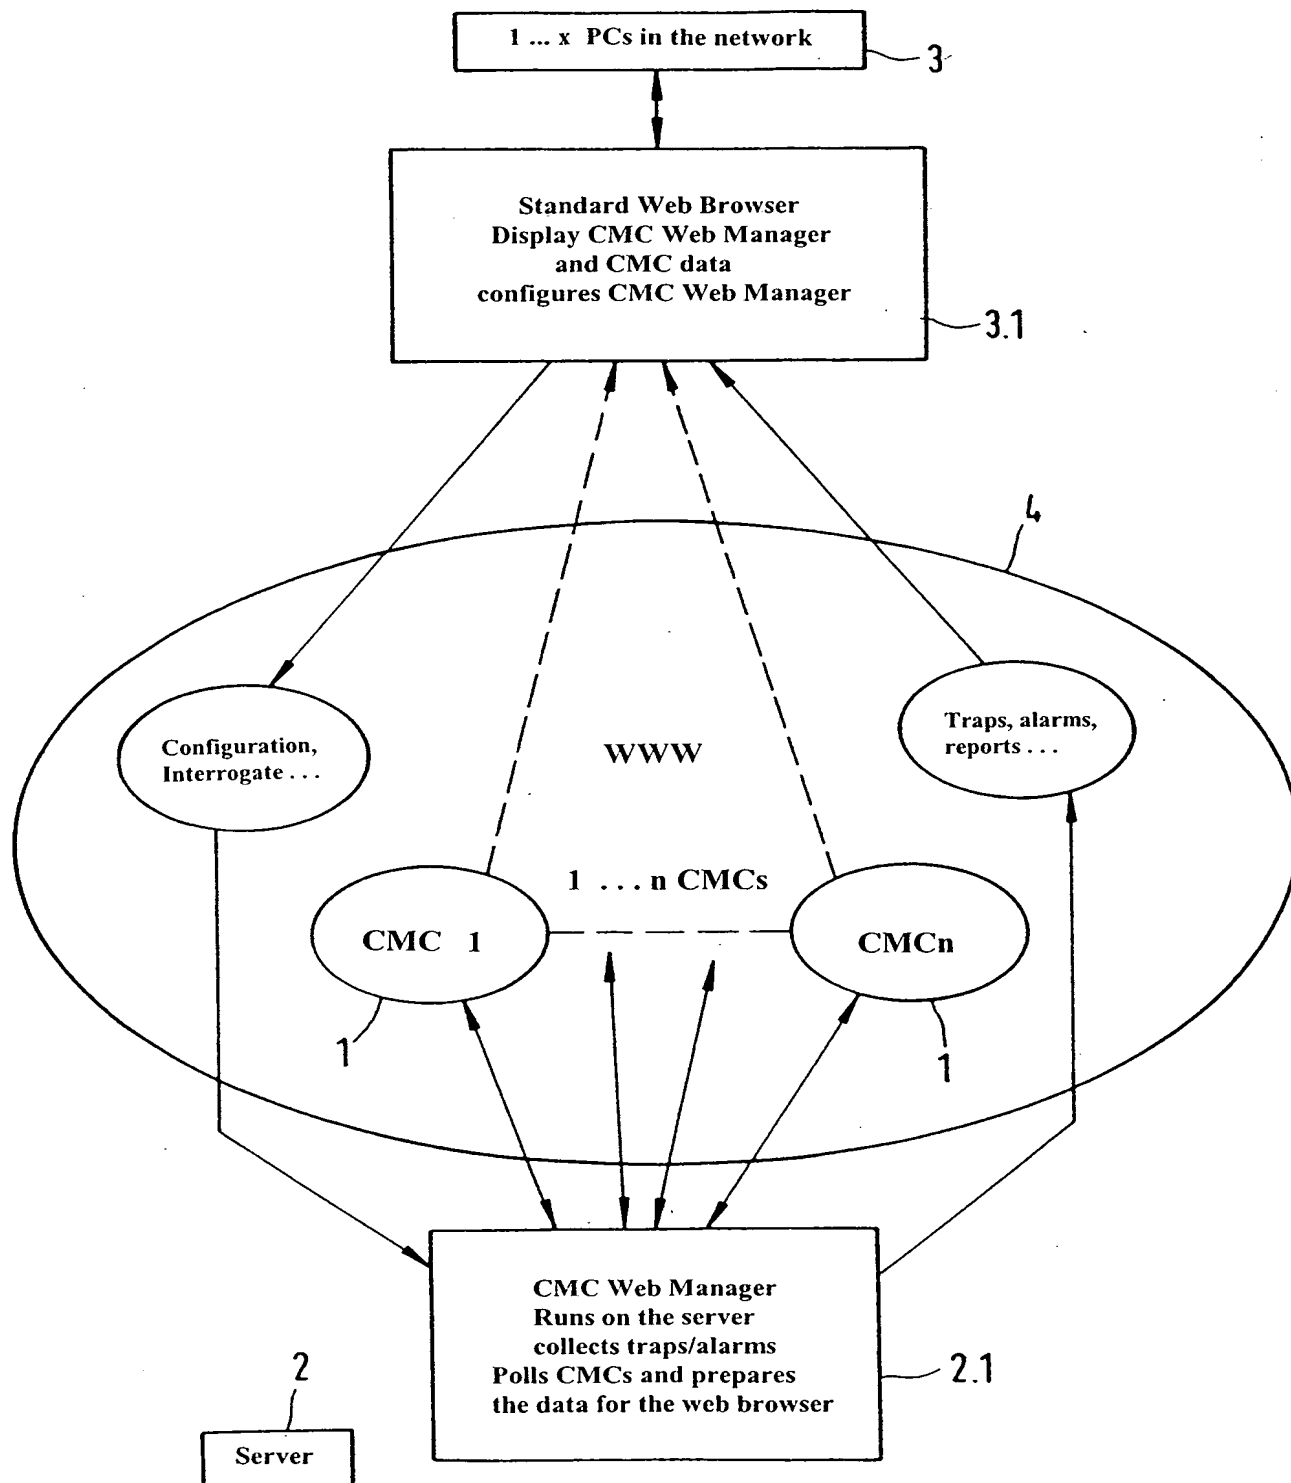 1 ... x PCs in the network
3
Standard Web Browser
Display CMC Web Manager
and CMC data
configures CMC Web Manager
3.1
4
Configuration,
Interrogate . . .
Traps, alarms,
reports . . .
WWW
1 . . . n CMCs
CMC 1
CMCn
1
1
CMC Web Manager
Runs on the server
collects traps/alarms
Polls CMCs and prepares
the data for the web browser
2.1
2
Server